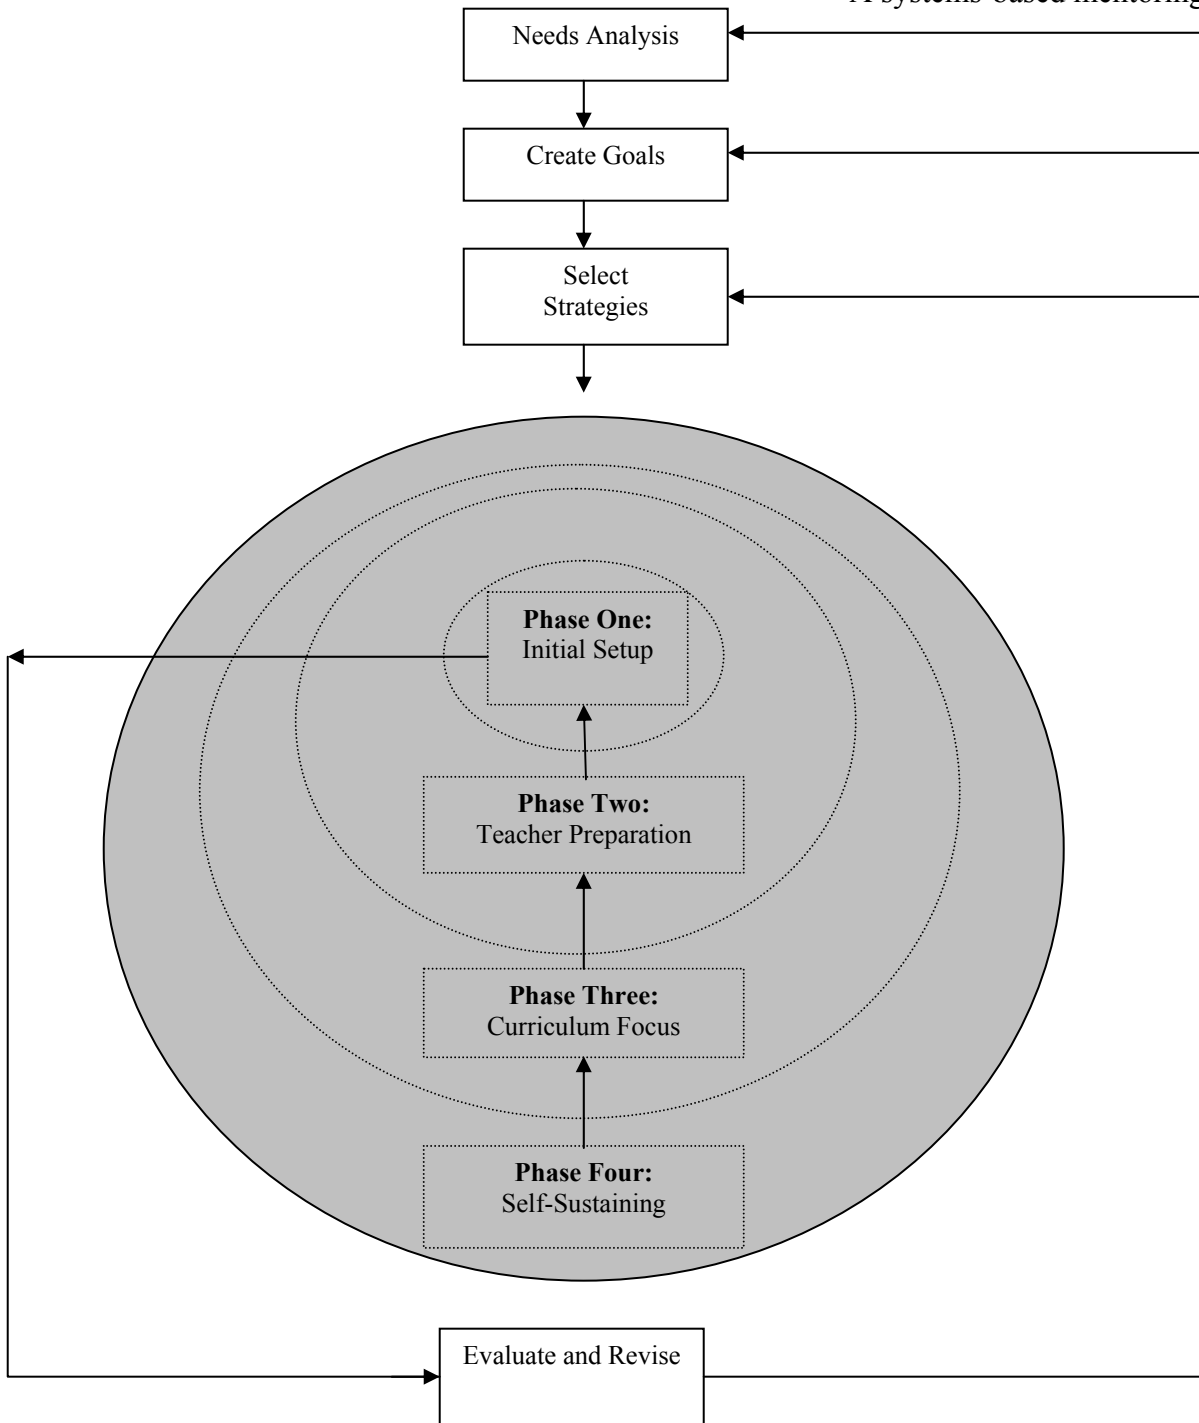 A systems-based mentoring
Needs Analysis
Create Goals
Select
Strategies
Phase One:
Initial Setup
Phase Two:
Teacher Preparation
Phase Three:
Curriculum Focus
Phase Four:
Self-Sustaining
Evaluate and Revise